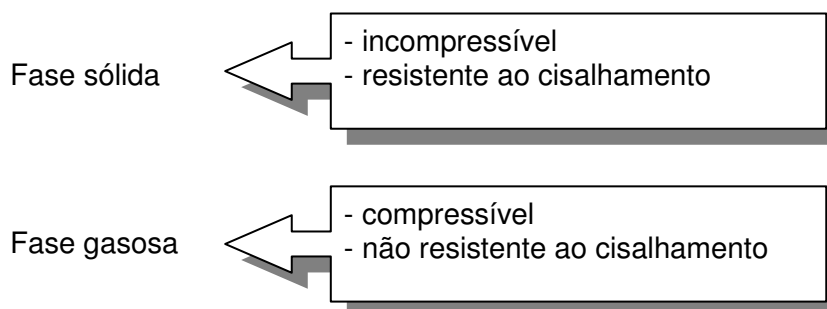 - incompressível
Fase sólida
- resistente ao cisalhamento
- compressível
Fase gasosa
- não resistente ao cisalhamento